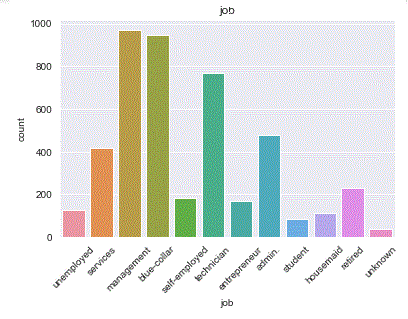 job
1000
800
600
400
200
0
count
unemployed
services
management
blue-collar
self-employed
technician
entrepreneur
admin.
student
housemaid
retired
unknown
job